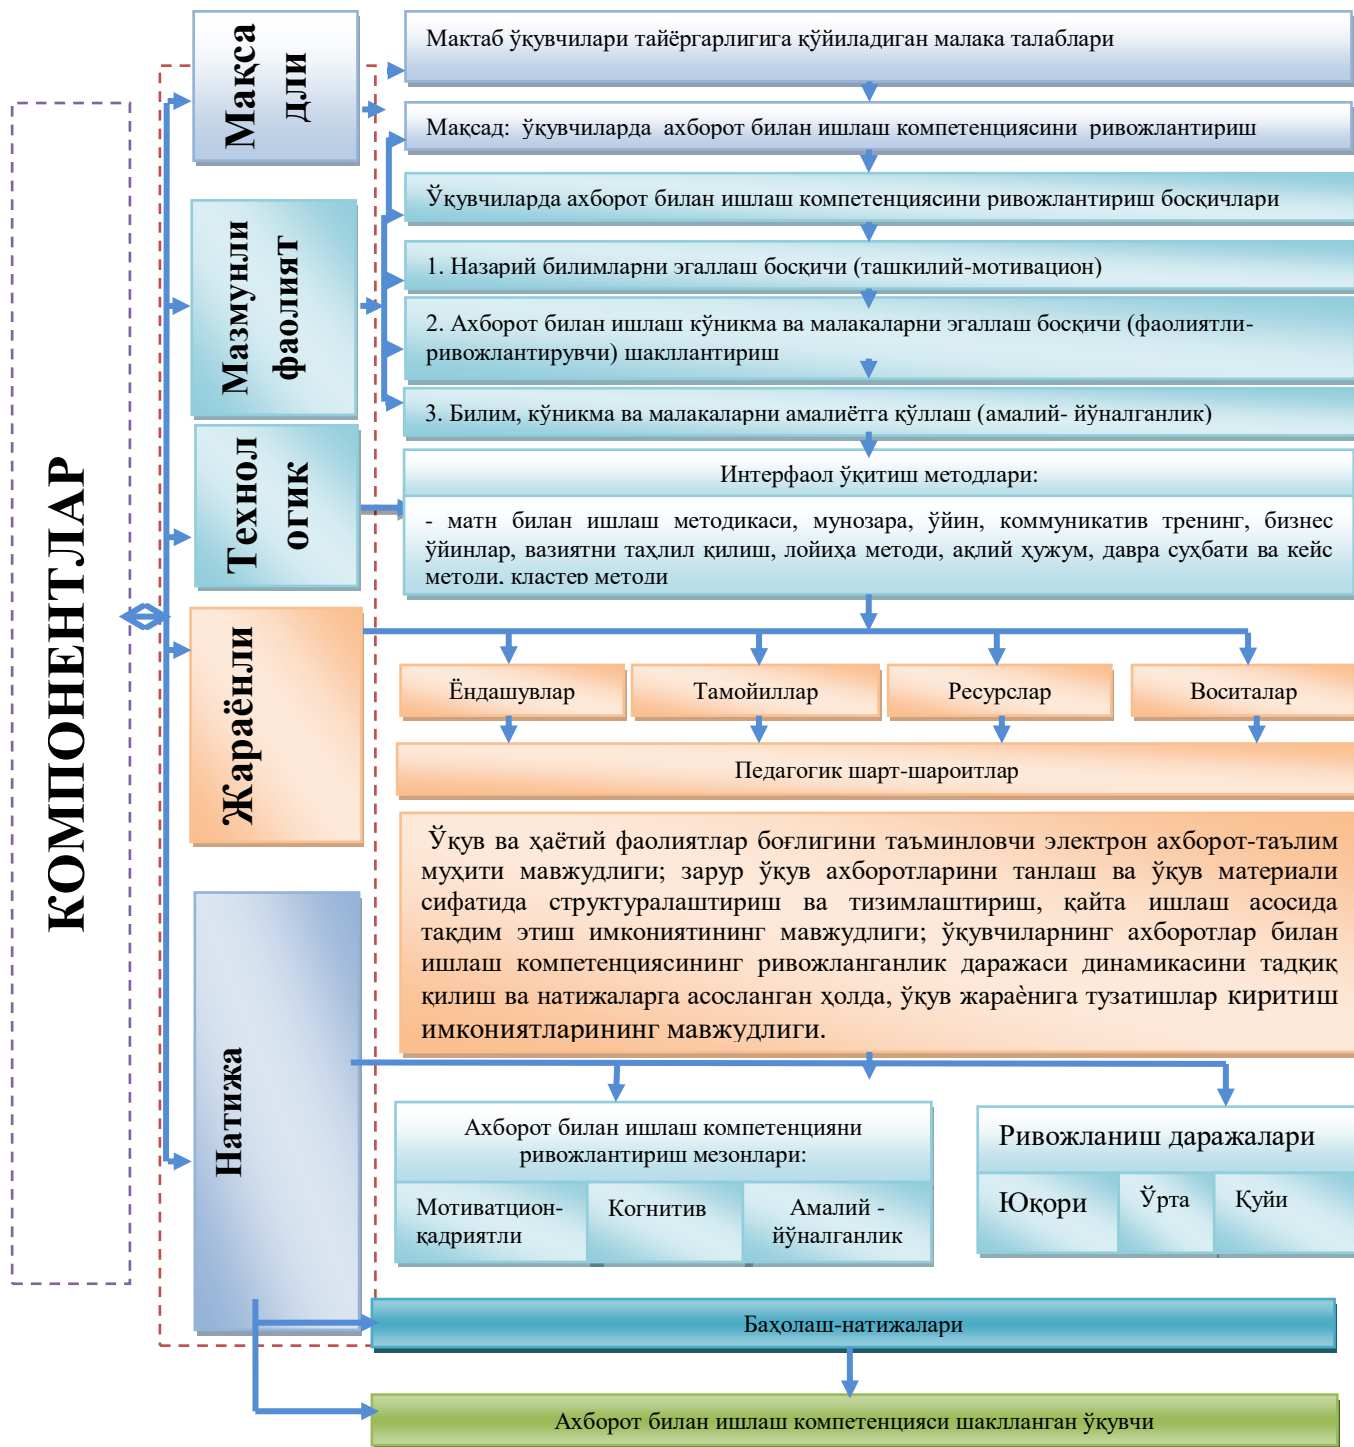 КОМПОНЕНТЛАР
Мақса
дли
Мактаб ўқувчилари тайёргарлигига қўйиладиган малака талаблари
Мақсад: ўқувчиларда ахборот билан ишлаш компетенциясини ривожлантириш
Мазмунли
фаолият
Ўқувчиларда ахборот билан ишлаш компетенциясини ривожлантириш босқичлари
1. Назарий билимларни эгаллаш босқичи (ташкилий-мотивацион)
2. Ахборот билан ишлаш кўникма ва малакаларни эгаллаш босқичи (фаолиятли-
ривожлантирувчи) шакллантириш
3. Билим, кўникма ва малакаларни амалиётга қўллаш (амалий- йўналганлик)
Технол
огик
Интерфаол ўқитиш методлари:
- матн билан ишлаш методикаси, мунозара, ўйин, коммуникатив тренинг, бизнес
ўйинлар, вазиятни таҳлил қилиш, лойиҳа методи, ақлий ҳужум, давра суҳбати ва кейс
методи, кластер методи
Жараёнли
Ёндашувлар
Тамойиллар
Ресурслар
Воситалар
Педагогик шарт-шароитлар
Ўқув ва ҳаётий фаолиятлар боғлигини таъминловчи электрон ахборот-таълим
муҳити мавжудлиги; зарур ўқув ахборотларини танлаш ва ўқув материали
сифатида структуралаштириш ва тизимлаштириш, қайта ишлаш асосида
тақдим этиш имкониятининг мавжудлиги; ўқувчиларнинг ахборотлар билан
ишлаш компетенциясининг ривожланганлик даражаси динамикасини тадқиқ
қилиш ва натижаларга асосланган ҳолда, ўқув жараѐнига тузатишлар киритиш
имкониятларининг мавжудлиги.
Натижа
Ахборот билан ишлаш компетенцияни
ривожлантириш мезонлари:
Мотиватцион-
қадриятли
Когнитив
Амалий -
йўналганлик
Ривожланиш даражалари
Юқори
Ўрта
Қуйи
Баҳолаш-натижалари
Ахборот билан ишлаш компетенцияси шаклланган ўқувчи